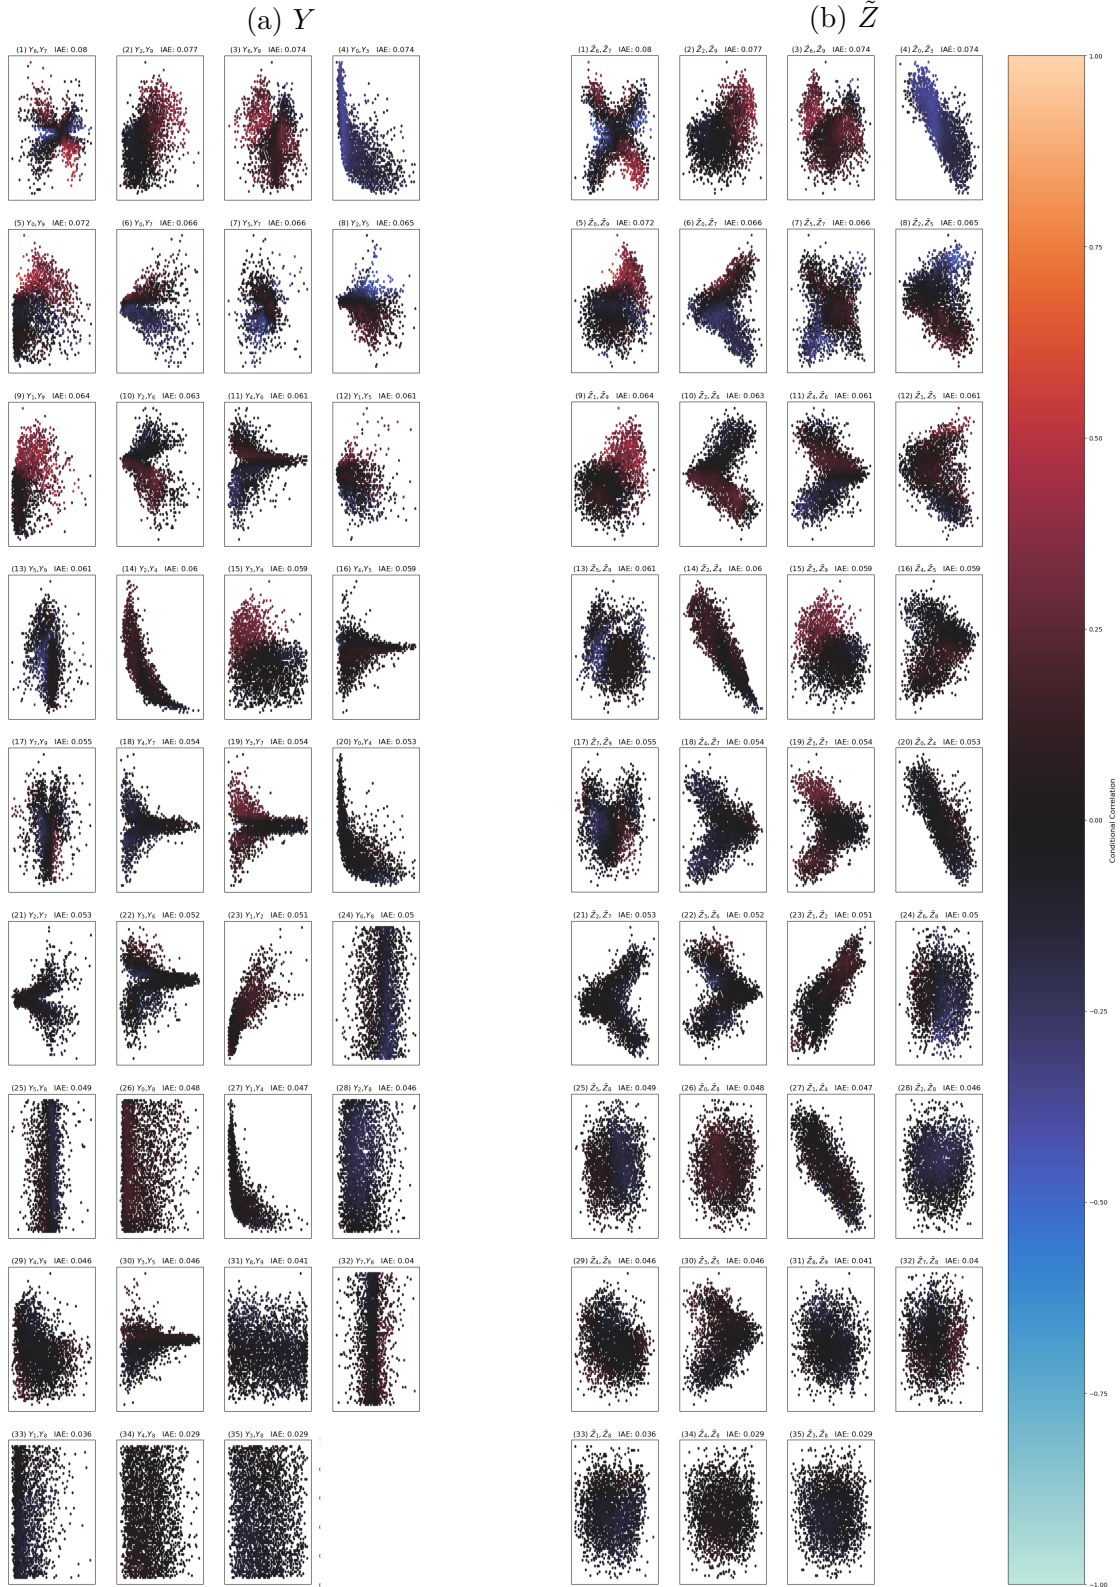 (a) Y
(b) Z̃
(1) Y₆,Y₇ IAE: 0.08
(2) Y₂,Y₉ IAE: 0.077
(3) Y₆,Y₉ IAE: 0.074
(4) Y₀,Y₃ IAE: 0.074
(1) Z̃₆,Z̃₇ IAE: 0.08
(2) Z̃₂,Z̃₉ IAE: 0.077
(3) Z̃₆,Z̃₉ IAE: 0.074
(4) Z̃₀,Z̃₃ IAE: 0.074
(5) Y₀,Y₉ IAE: 0.072
(6) Y₀,Y₇ IAE: 0.066
(7) Y₅,Y₇ IAE: 0.066
(8) Y₂,Y₅ IAE: 0.065
(5) Z̃₀,Z̃₉ IAE: 0.072
(6) Z̃₀,Z̃₇ IAE: 0.066
(7) Z̃₅,Z̃₇ IAE: 0.066
(8) Z̃₂,Z̃₅ IAE: 0.065
(9) Y₁,Y₉ IAE: 0.064
(10) Y₂,Y₆ IAE: 0.063
(11) Y₄,Y₆ IAE: 0.061
(12) Y₁,Y₅ IAE: 0.061
(9) Z̃₁,Z̃₉ IAE: 0.064
(10) Z̃₂,Z̃₆ IAE: 0.063
(11) Z̃₄,Z̃₆ IAE: 0.061
(12) Z̃₁,Z̃₅ IAE: 0.061
(13) Y₅,Y₉ IAE: 0.061
(14) Y₂,Y₄ IAE: 0.06
(15) Y₃,Y₉ IAE: 0.059
(16) Y₄,Y₅ IAE: 0.059
(13) Z̃₅,Z̃₉ IAE: 0.061
(14) Z̃₂,Z̃₄ IAE: 0.06
(15) Z̃₃,Z̃₉ IAE: 0.059
(16) Z̃₄,Z̃₅ IAE: 0.059
(17) Y₇,Y₉ IAE: 0.055
(18) Y₄,Y₇ IAE: 0.054
(19) Y₃,Y₇ IAE: 0.054
(20) Y₀,Y₄ IAE: 0.053
(17) Z̃₇,Z̃₉ IAE: 0.055
(18) Z̃₄,Z̃₇ IAE: 0.054
(19) Z̃₃,Z̃₇ IAE: 0.054
(20) Z̃₀,Z̃₄ IAE: 0.053
(21) Y₂,Y₇ IAE: 0.053
(22) Y₃,Y₆ IAE: 0.052
(23) Y₁,Y₂ IAE: 0.051
(24) Y₆,Y₈ IAE: 0.05
(21) Z̃₂,Z̃₇ IAE: 0.053
(22) Z̃₃,Z̃₆ IAE: 0.052
(23) Z̃₁,Z̃₂ IAE: 0.051
(24) Z̃₆,Z̃₈ IAE: 0.05
(25) Y₅,Y₈ IAE: 0.049
(26) Y₀,Y₈ IAE: 0.048
(27) Y₁,Y₄ IAE: 0.047
(28) Y₂,Y₈ IAE: 0.046
(25) Z̃₅,Z̃₈ IAE: 0.049
(26) Z̃₀,Z̃₈ IAE: 0.048
(27) Z̃₁,Z̃₄ IAE: 0.047
(28) Z̃₂,Z̃₈ IAE: 0.046
(29) Y₄,Y₉ IAE: 0.046
(30) Y₃,Y₅ IAE: 0.046
(31) Y₈,Y₉ IAE: 0.041
(32) Y₇,Y₈ IAE: 0.04
(29) Z̃₄,Z̃₉ IAE: 0.046
(30) Z̃₃,Z̃₅ IAE: 0.046
(31) Z̃₈,Z̃₉ IAE: 0.041
(32) Z̃₇,Z̃₈ IAE: 0.04
(33) Y₁,Y₈ IAE: 0.036
(34) Y₄,Y₈ IAE: 0.029
(35) Y₃,Y₈ IAE: 0.029
(33) Z̃₁,Z̃₈ IAE: 0.036
(34) Z̃₄,Z̃₈ IAE: 0.029
(35) Z̃₃,Z̃₈ IAE: 0.029
1.00
0.75
0.50
0.25
0.00
−0.25
−0.50
−0.75
−1.00
Conditional Correlation